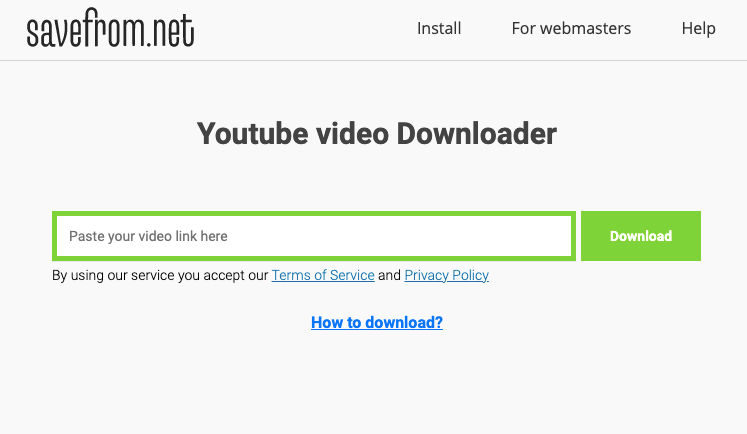 savefrom.net
Install For webmasters Help
Youtube video Downloader
Paste your video link here Download
By using our service you accept our Terms of Service and Privacy Policy
How to download?